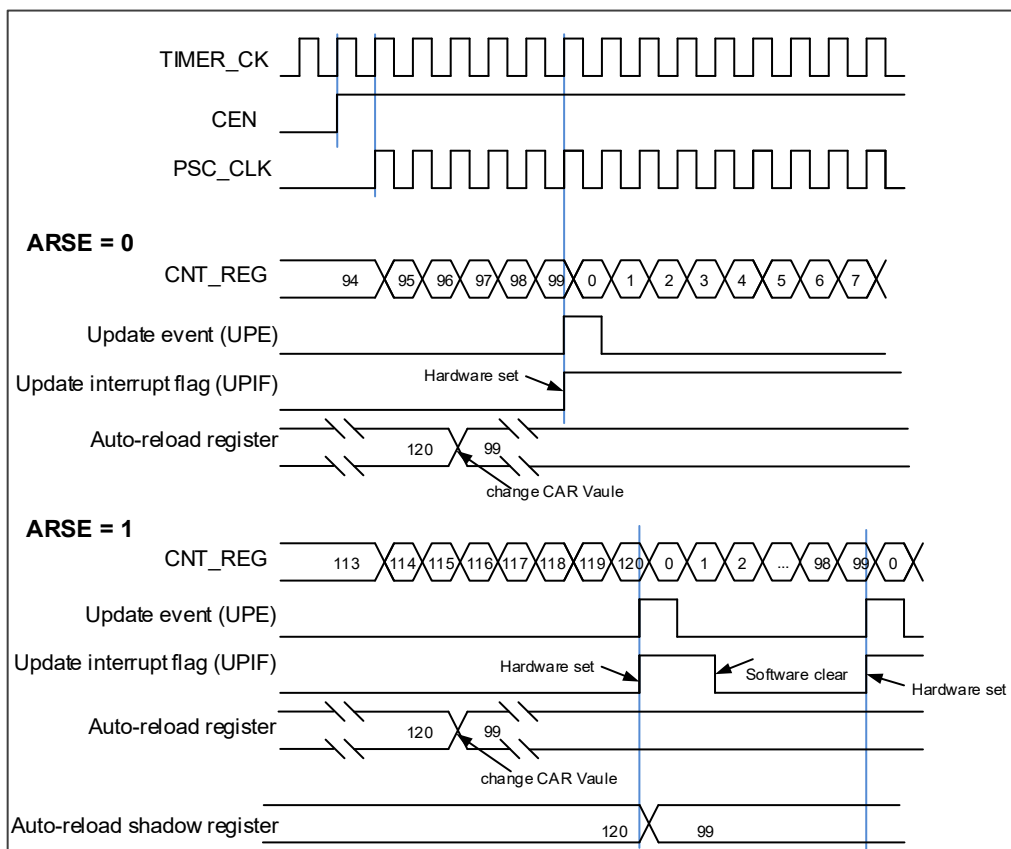 TIMER_CK
CEN
PSC_CLK
ARSE = 0
CNT_REG 94 95 96 97 98 99 0 1 2 3 4 5 6 7
Update event (UPE)
Update interrupt flag (UPIF) Hardware set
Auto-reload register 120 99
change CAR Vaule
ARSE = 1
CNT_REG 113 114 115 116 117 118 119 120 0 1 2 ... 98 99 0
Update event (UPE)
Update interrupt flag (UPIF) Hardware set Software clear Hardware set
Auto-reload register 120 99
change CAR Vaule
Auto-reload shadow register 120 99